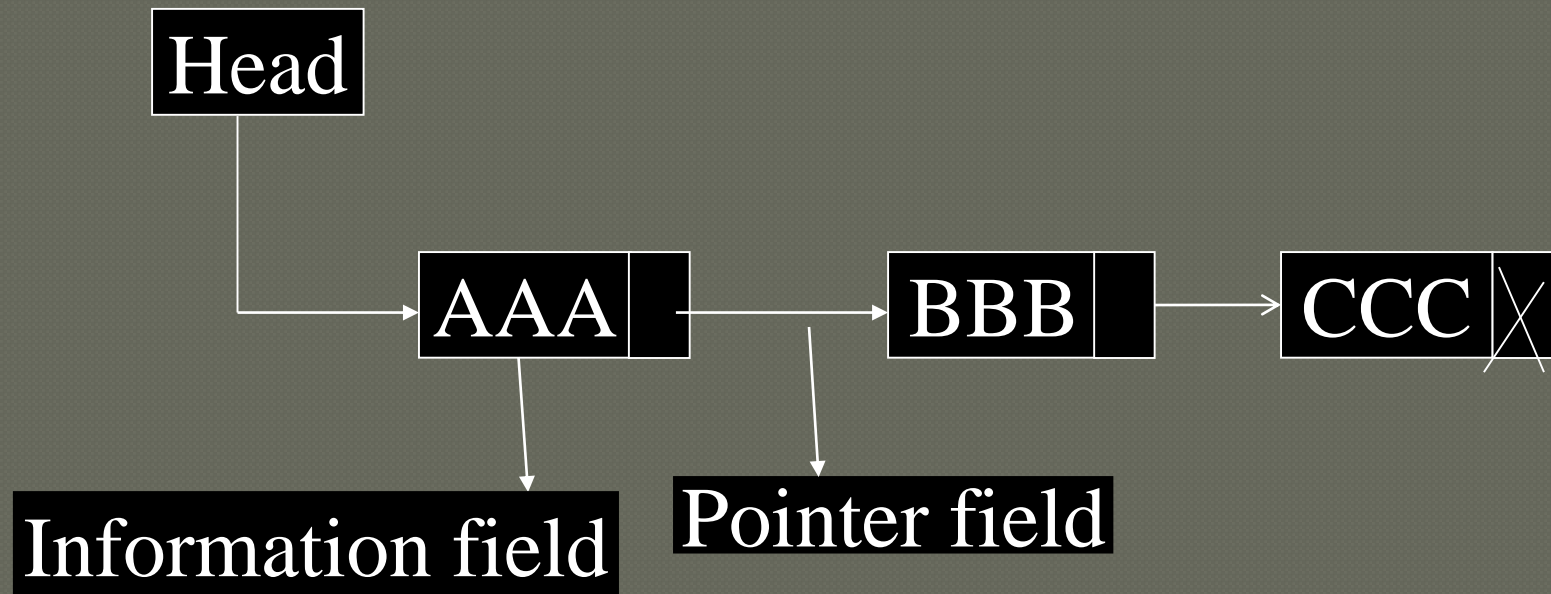 Head
AAA
BBB
CCC
Information field
Pointer field